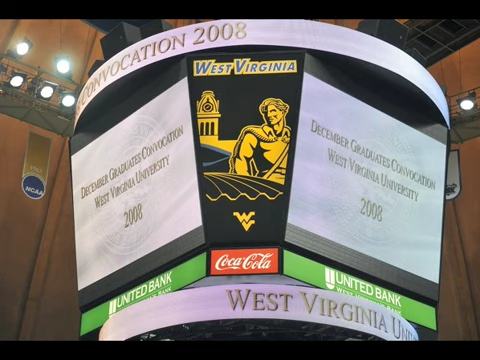 CONVOCATION 2008
WEST VIRGINIA
DECEMBER GRADUATES CONVOCATION
WEST VIRGINIA UNIVERSITY
2008
DECEMBER GRADUATES CONVOCATION
WEST VIRGINIA UNIVERSITY
2008
WV
NCAA
Coca-Cola
UNITED BANK
UNITED BANK
WEST VIRGINIA UNI